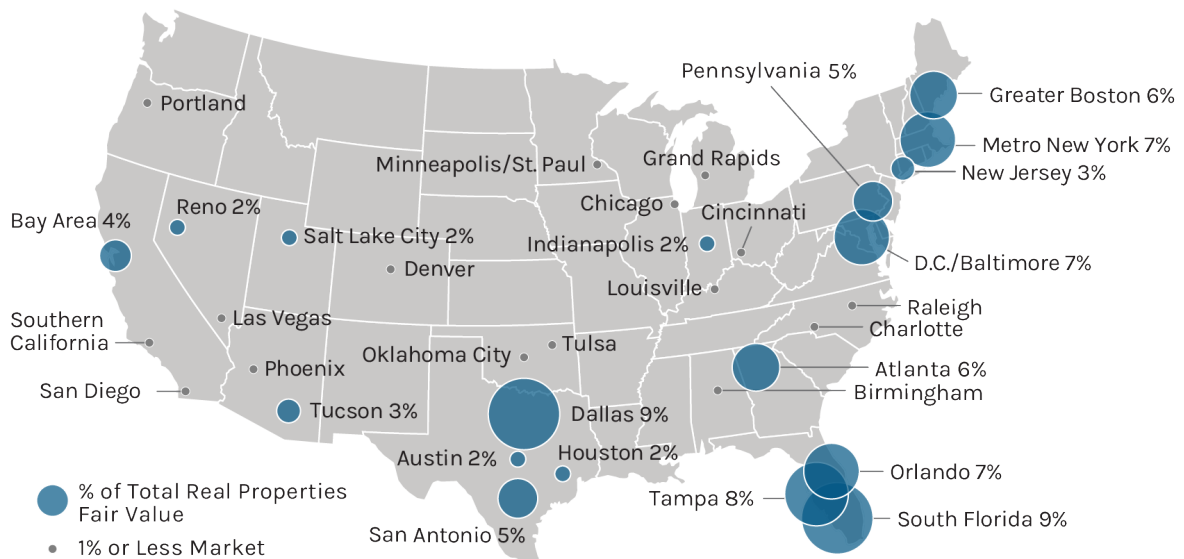 Pennsylvania 5%
Greater Boston 6%
Portland
Metro New York 7%
Minneapolis/St. Paul
Grand Rapids
New Jersey 3%
Chicago
Cincinnati
Reno 2%
Bay Area 4%
Salt Lake City 2%
Indianapolis 2%
D.C./Baltimore 7%
Denver
Louisville
Raleigh
Las Vegas
Charlotte
Southern
California
Tulsa
Oklahoma City
Phoenix
Atlanta 6%
San Diego
Birmingham
Tucson 3%
Dallas 9%
Austin 2%
Houston 2%
Orlando 7%
Tampa 8%
South Florida 9%
San Antonio 5%
% of Total Real Properties
Fair Value
1% or Less Market